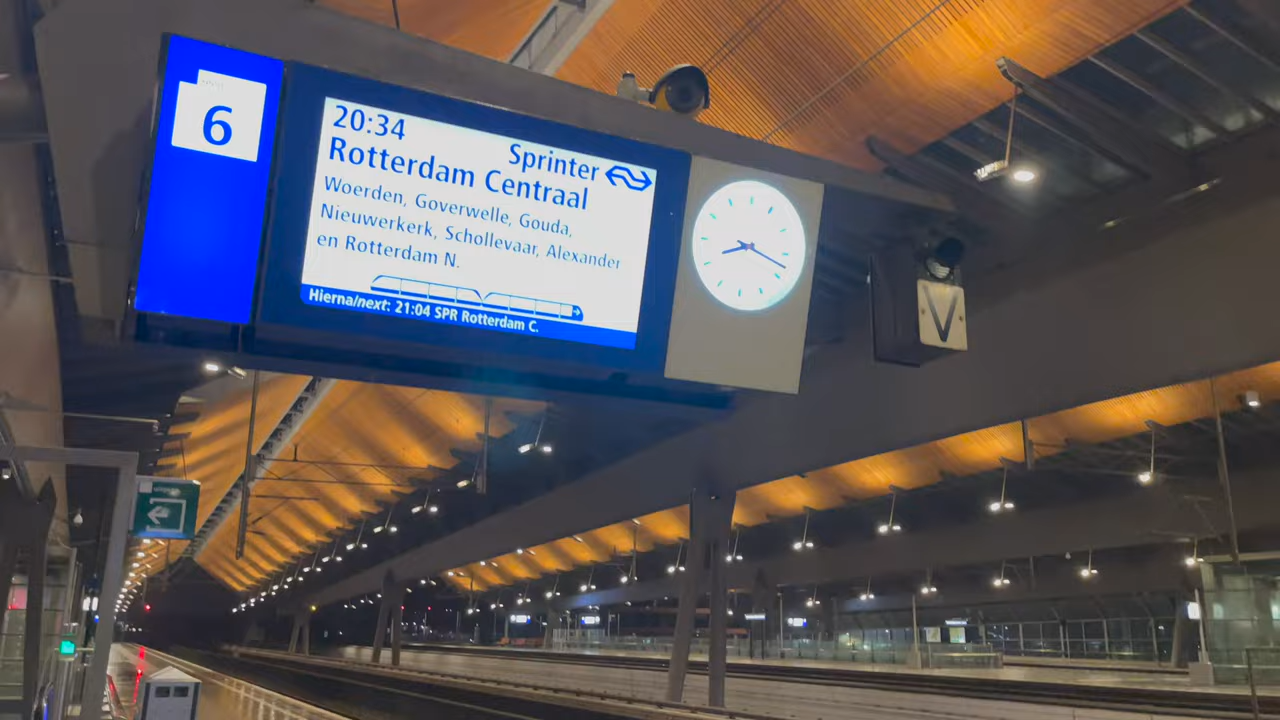 6
20:34
Sprinter
Rotterdam Centraal
Woerden, Goverwelle, Gouda,
Nieuwerkerk, Schollevaar, Alexander
en Rotterdam N.
Hierna/next: 21:04 SPR Rotterdam C.
V